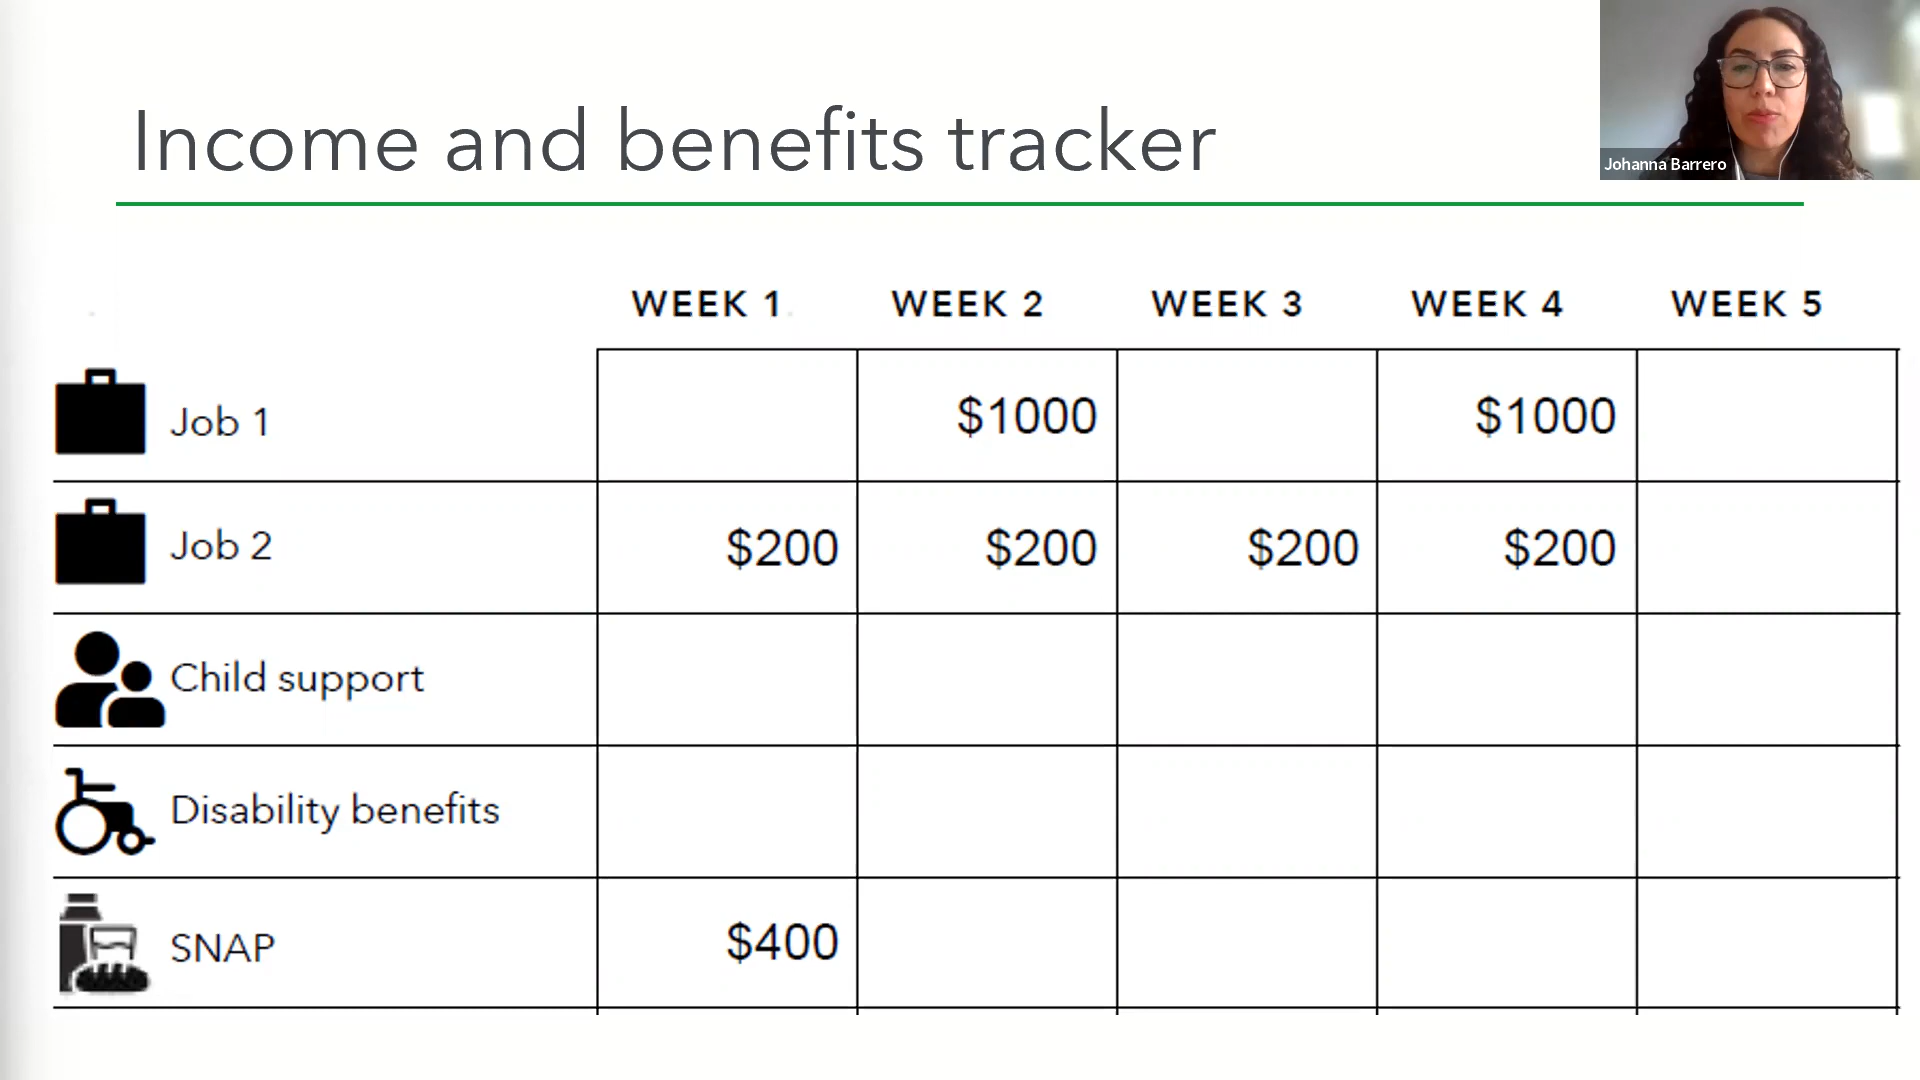 Income and benefits tracker
Johanna Barrero
WEEK 1 WEEK 2 WEEK 3 WEEK 4 WEEK 5
Job 1 $1000 $1000
Job 2 $200 $200 $200 $200
Child support
Disability benefits
SNAP $400